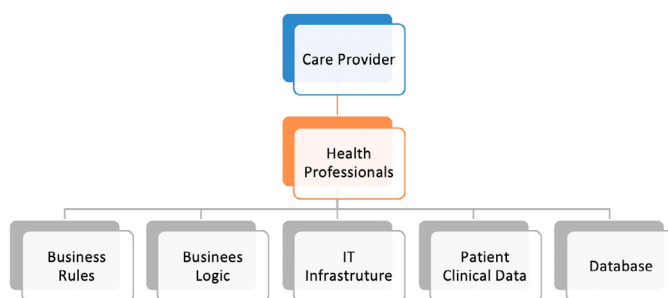 Care Provider
Health
Professionals
Business
Rules
Businees
Logic
IT
Infrastruture
Patient
Clinical Data
Database